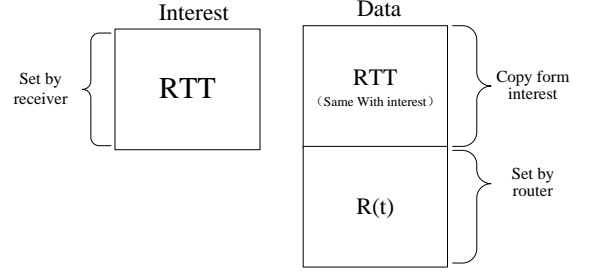 Interest
Set by
receiver
RTT
Data
RTT
（Same With interest）
Copy form
interest
R(t)
Set by
router